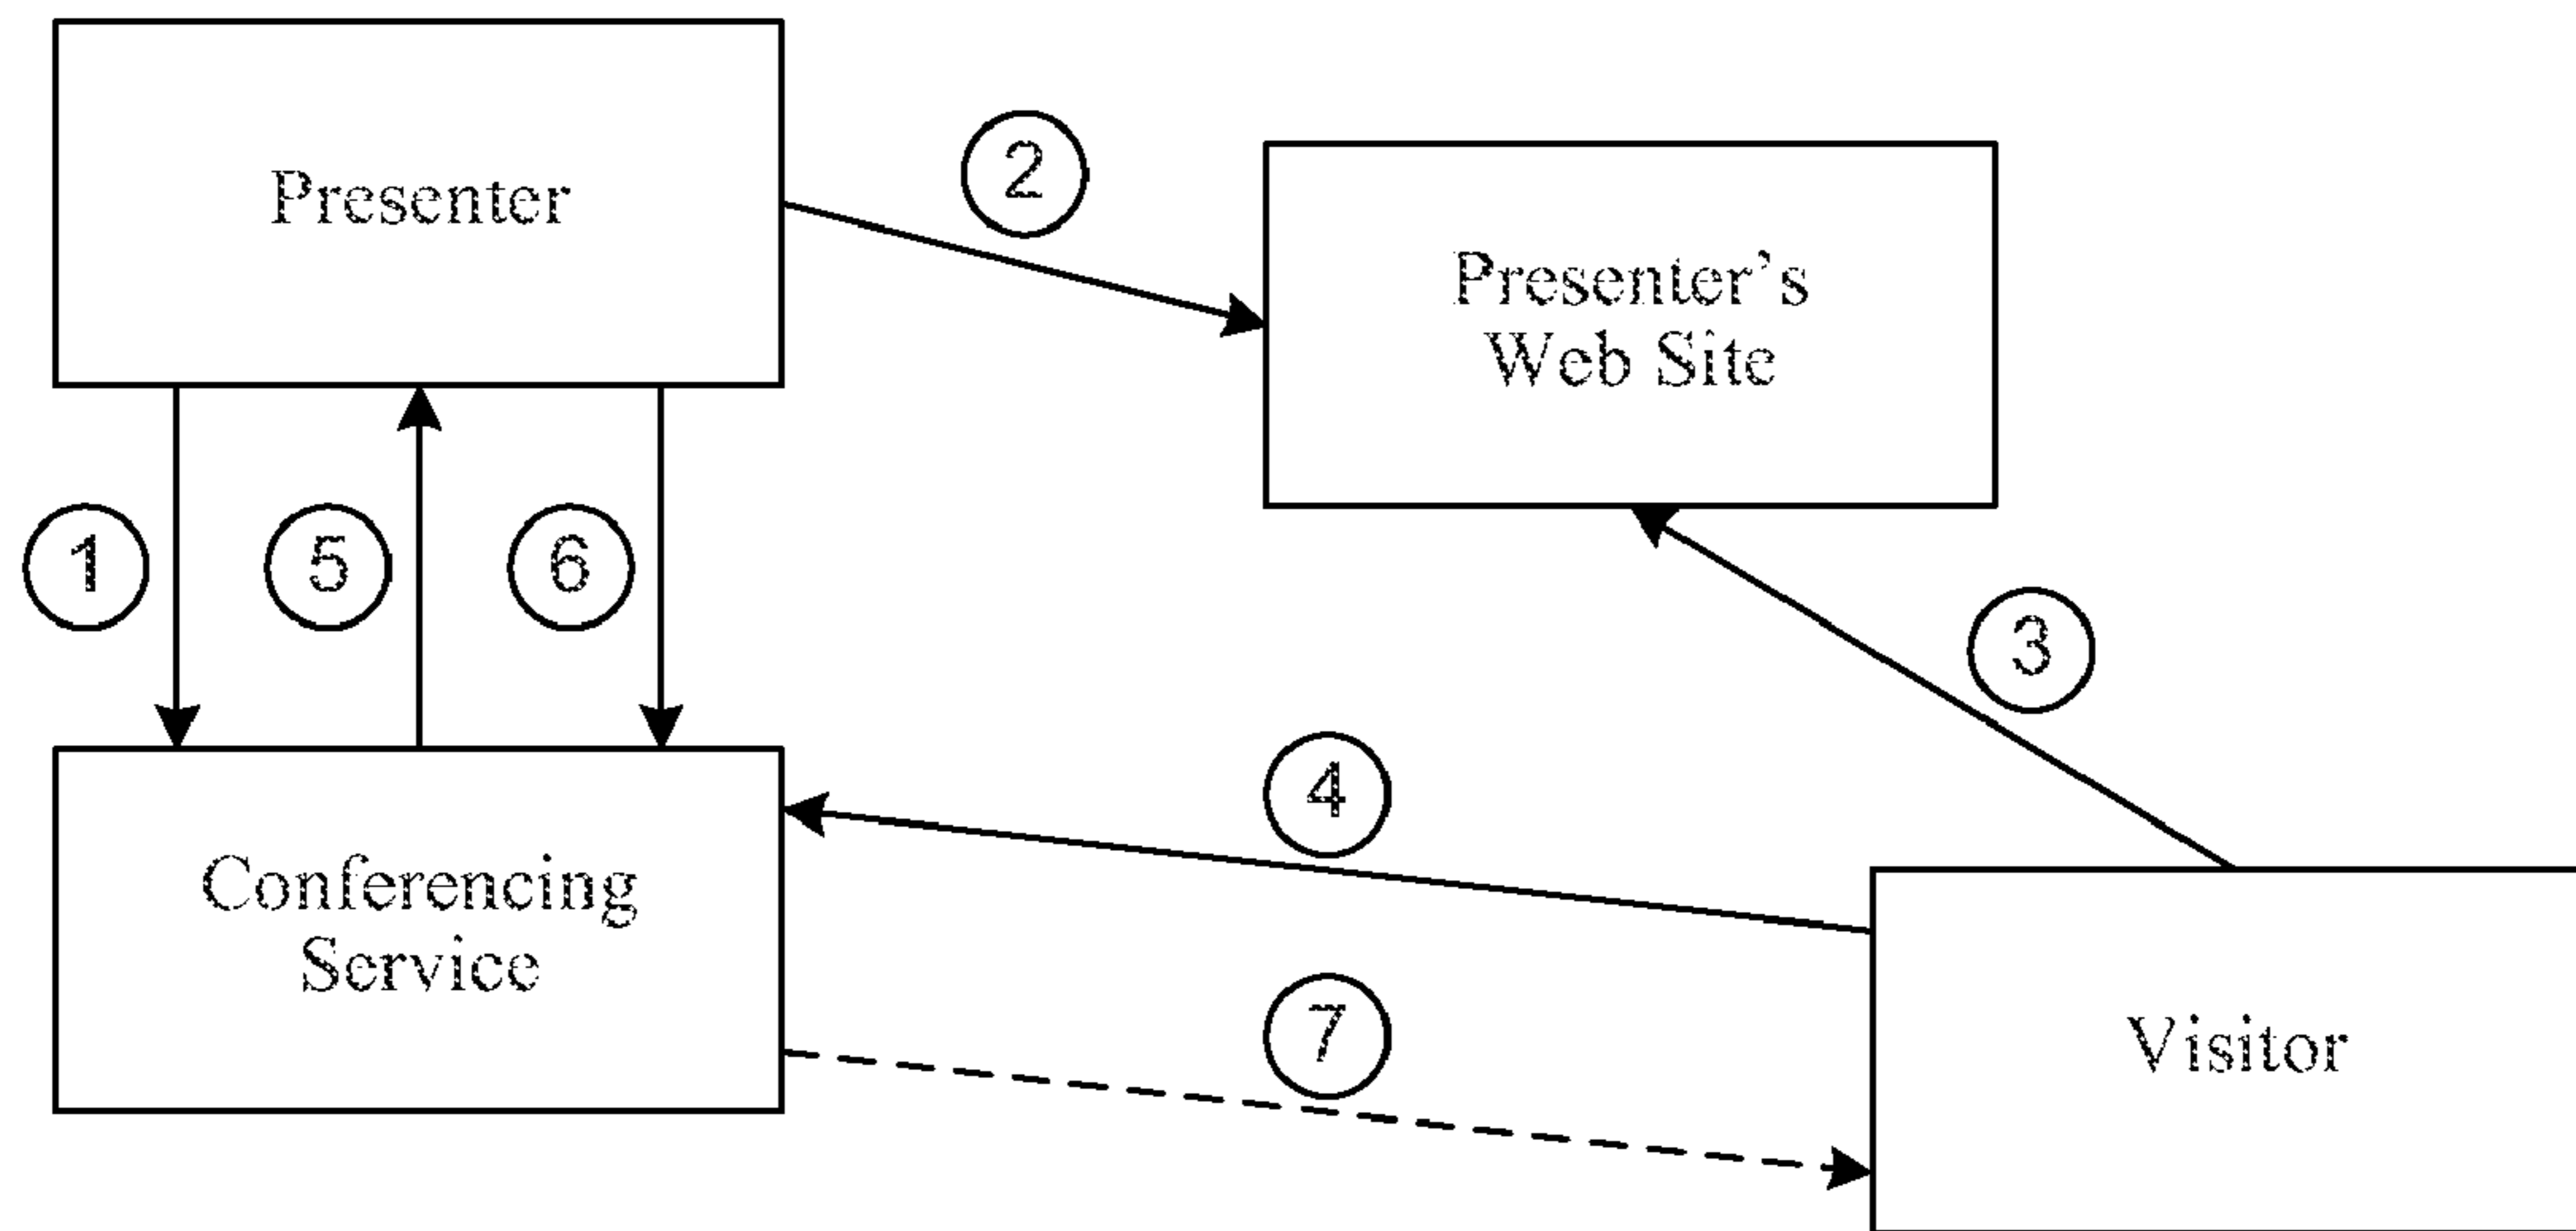 Presenter
2
Presenter's
Web Site
1
5
6
3
4
Conferencing
Service
7
Visitor